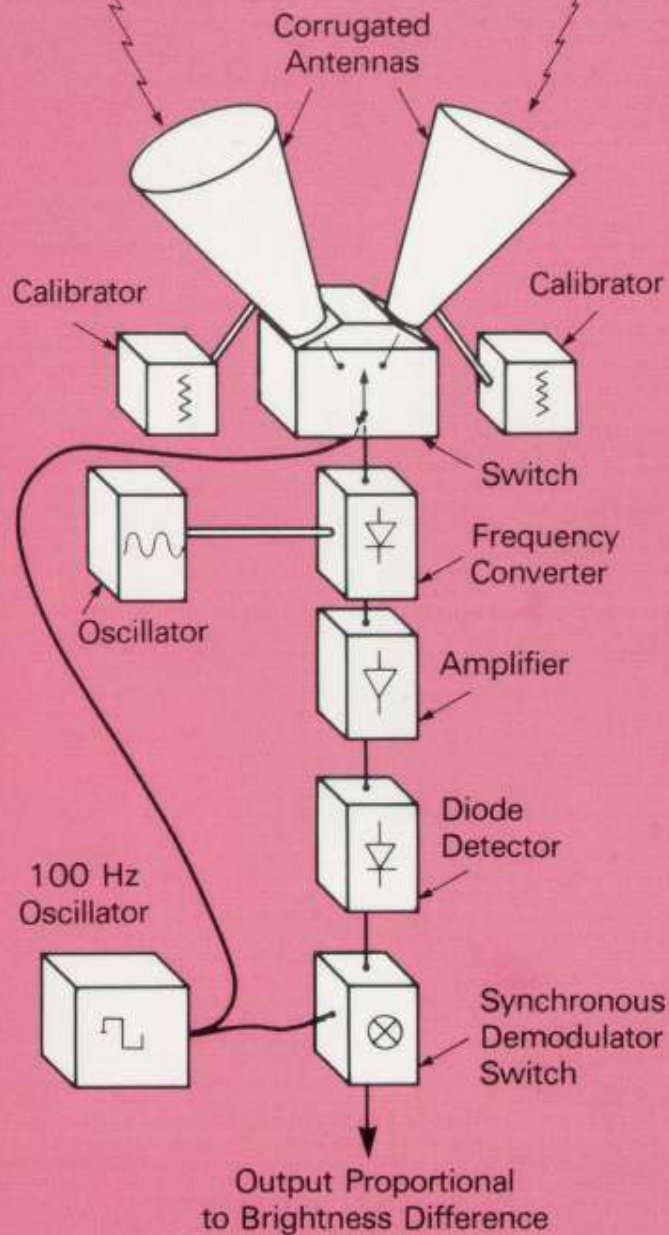 Corrugated
Antennas
Calibrator
Calibrator
Switch
Frequency
Converter
Oscillator
Amplifier
Diode
Detector
100 Hz
Oscillator
Synchronous
Demodulator
Switch
Output Proportional
to Brightness Difference